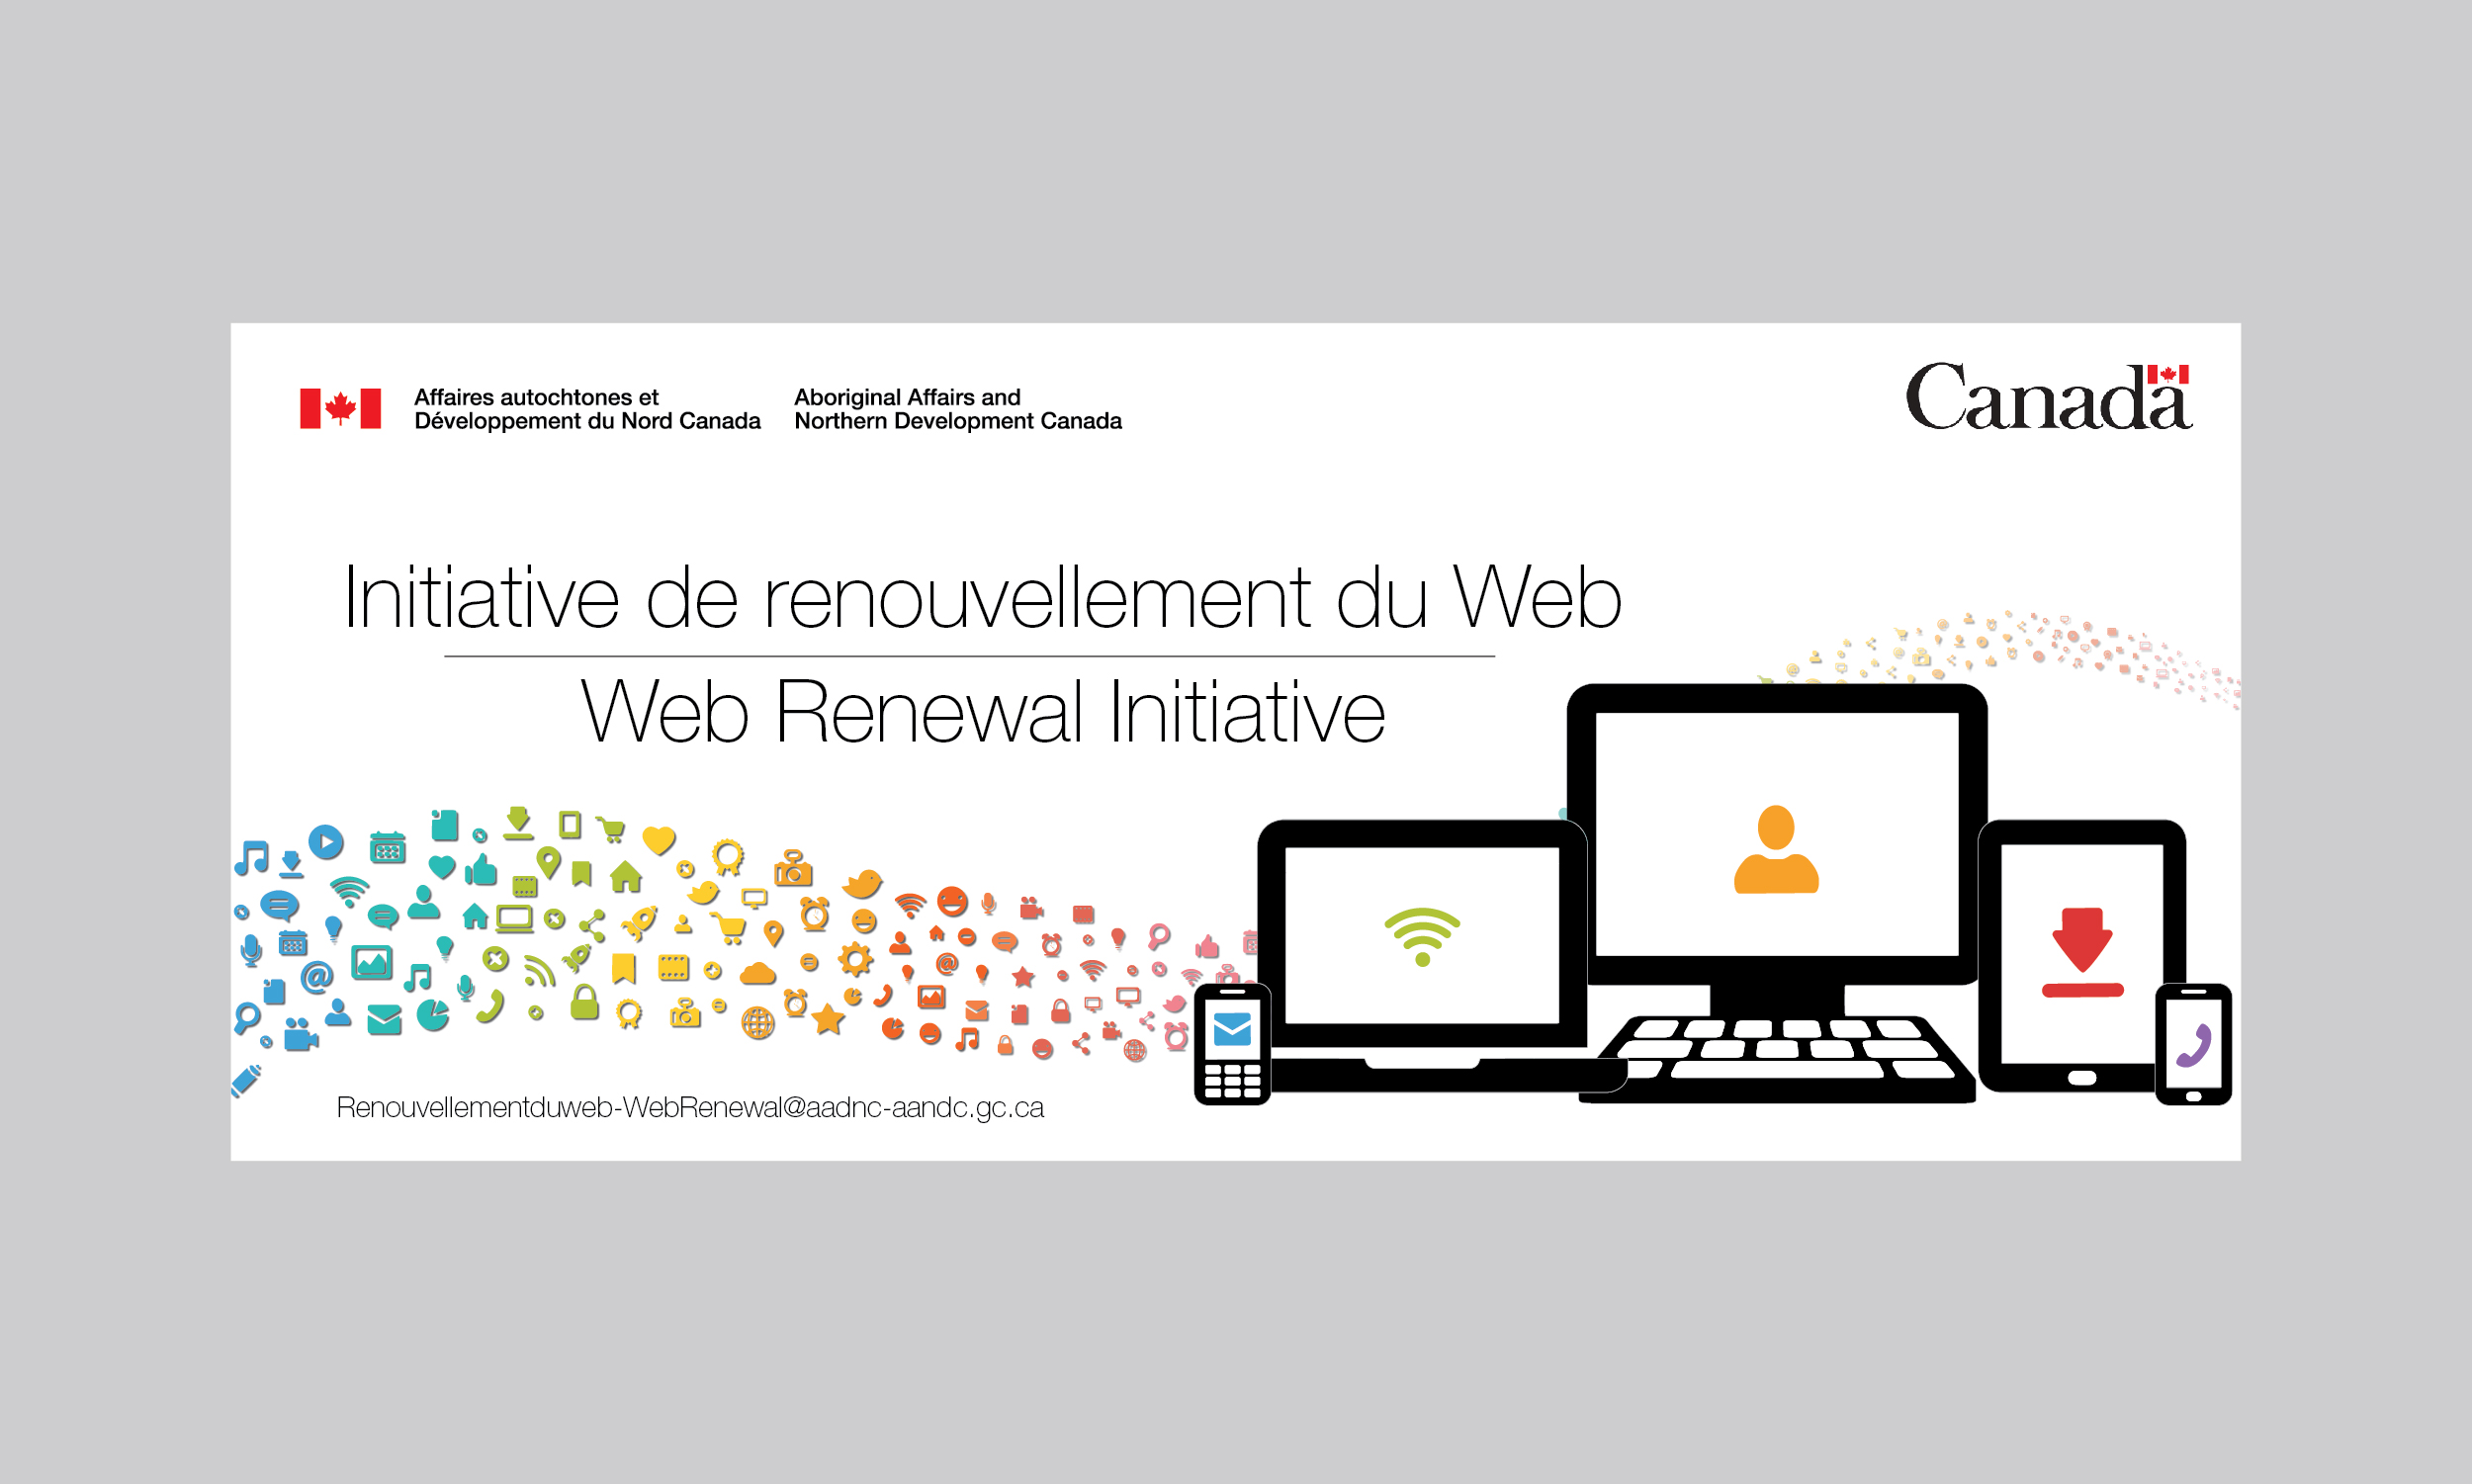 Affaires autochtones et
Développement du Nord Canada
Aboriginal Affairs and
Northern Development Canada
Canada
Initiative de renouvellement du Web
Web Renewal Initiative
Renouvellementduweb-WebRenewal@aadnc-aandc.gc.ca